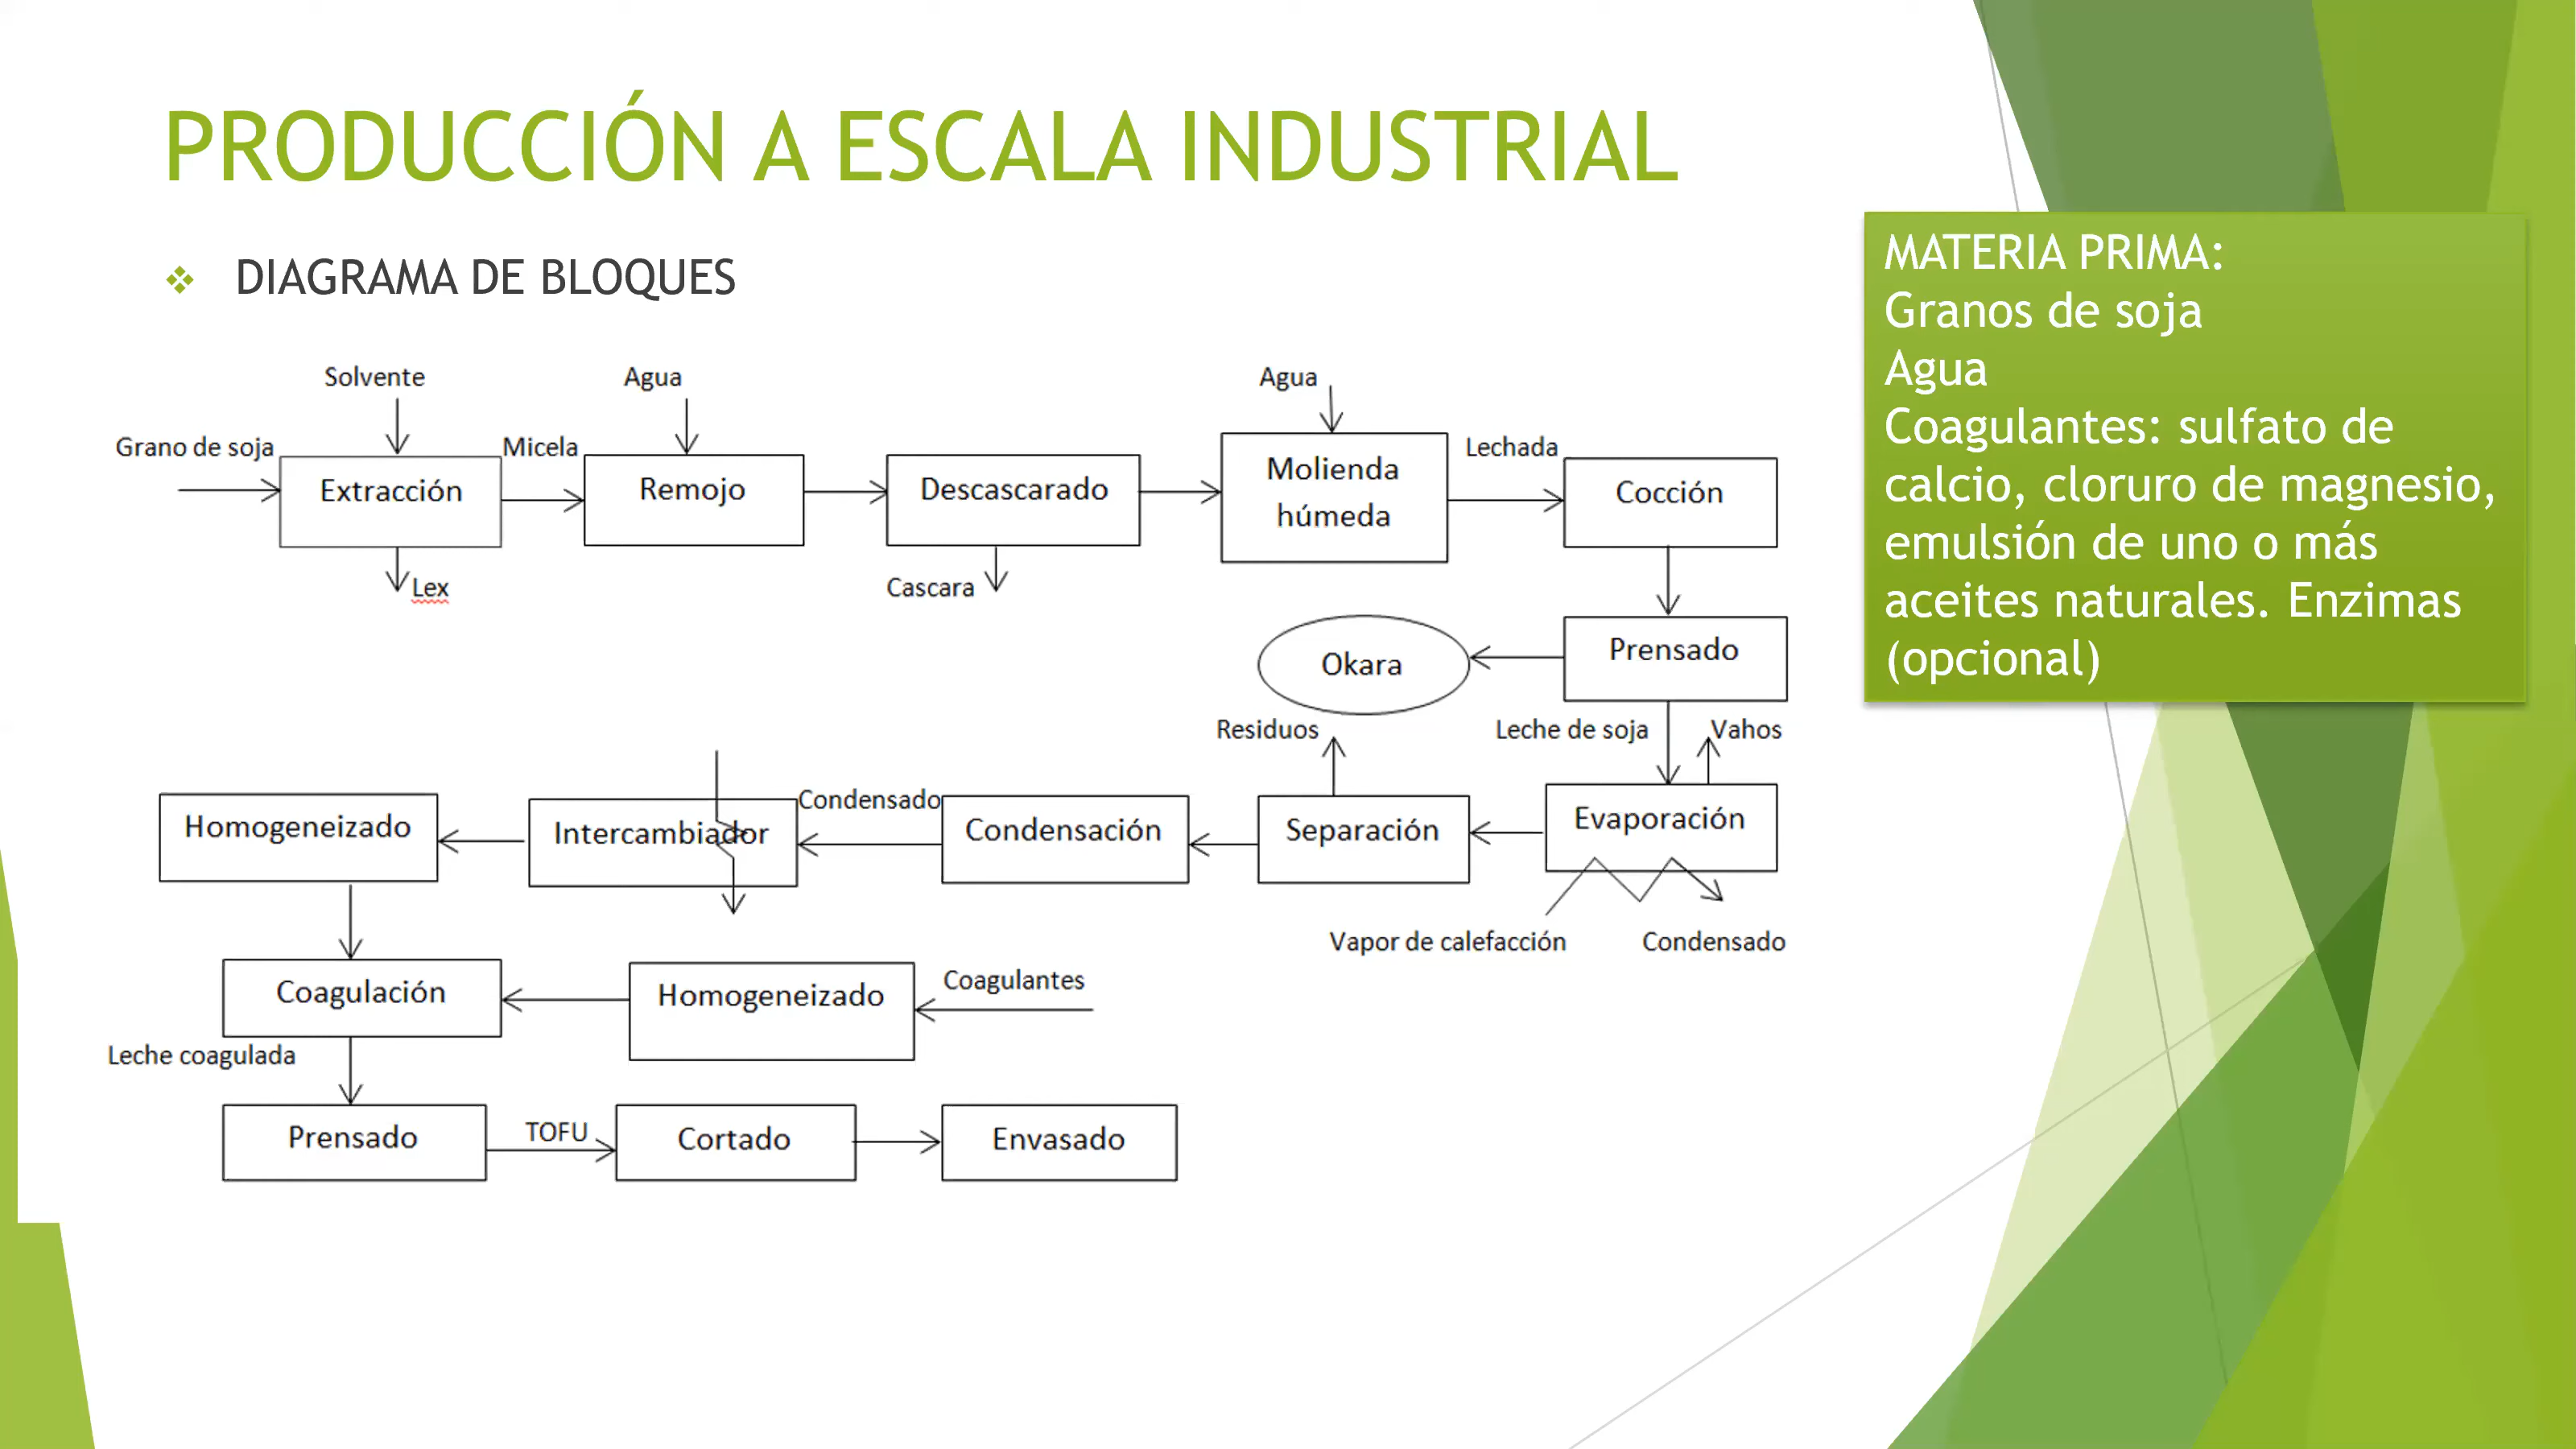 PRODUCCIÓN A ESCALA INDUSTRIAL
DIAGRAMA DE BLOQUES
MATERIA PRIMA:
Granos de soja
Agua
Coagulantes: sulfato de
calcio, cloruro de magnesio,
emulsión de uno o más
aceites naturales. Enzimas
(opcional)
Solvente
Agua
Agua
Grano de soja
Micela
Lechada
Extracción
Remojo
Descascarado
Molienda
húmeda
Cocción
Lex
Cascara
Okara
Prensado
Residuos
Leche de soja
Vahos
Homogeneizado
Intercambiador
Condensado
Condensación
Separación
Evaporación
Vapor de calefacción
Condensado
Coagulación
Homogeneizado
Coagulantes
Leche coagulada
Prensado
TOFU
Cortado
Envasado